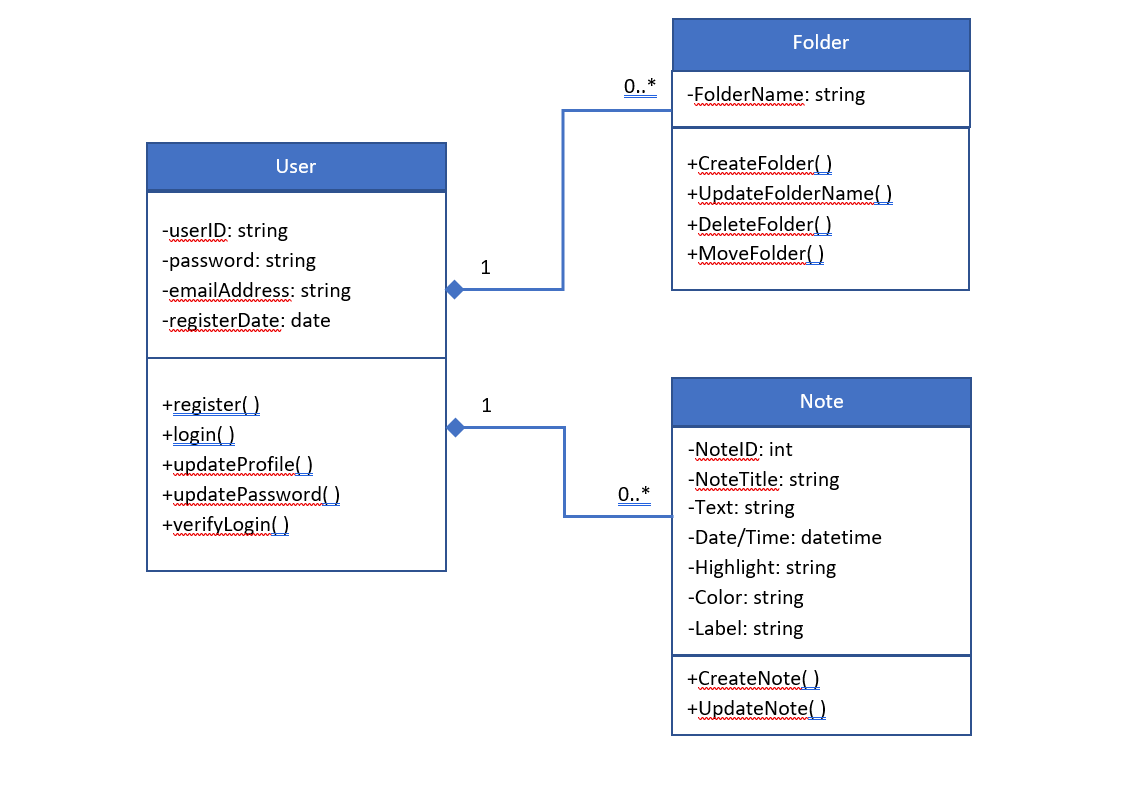 User
-userID: string
-password: string
-emailAddress: string
-registerDate: date
+register( )
+login( )
+updateProfile( )
+updatePassword( )
+verifyLogin( )
1
0..*
Folder
-FolderName: string
+CreateFolder( )
+UpdateFolderName( )
+DeleteFolder( )
+MoveFolder( )
1
0..*
Note
-NoteID: int
-NoteTitle: string
-Text: string
-Date/Time: datetime
-Highlight: string
-Color: string
-Label: string
+CreateNote( )
+UpdateNote( )